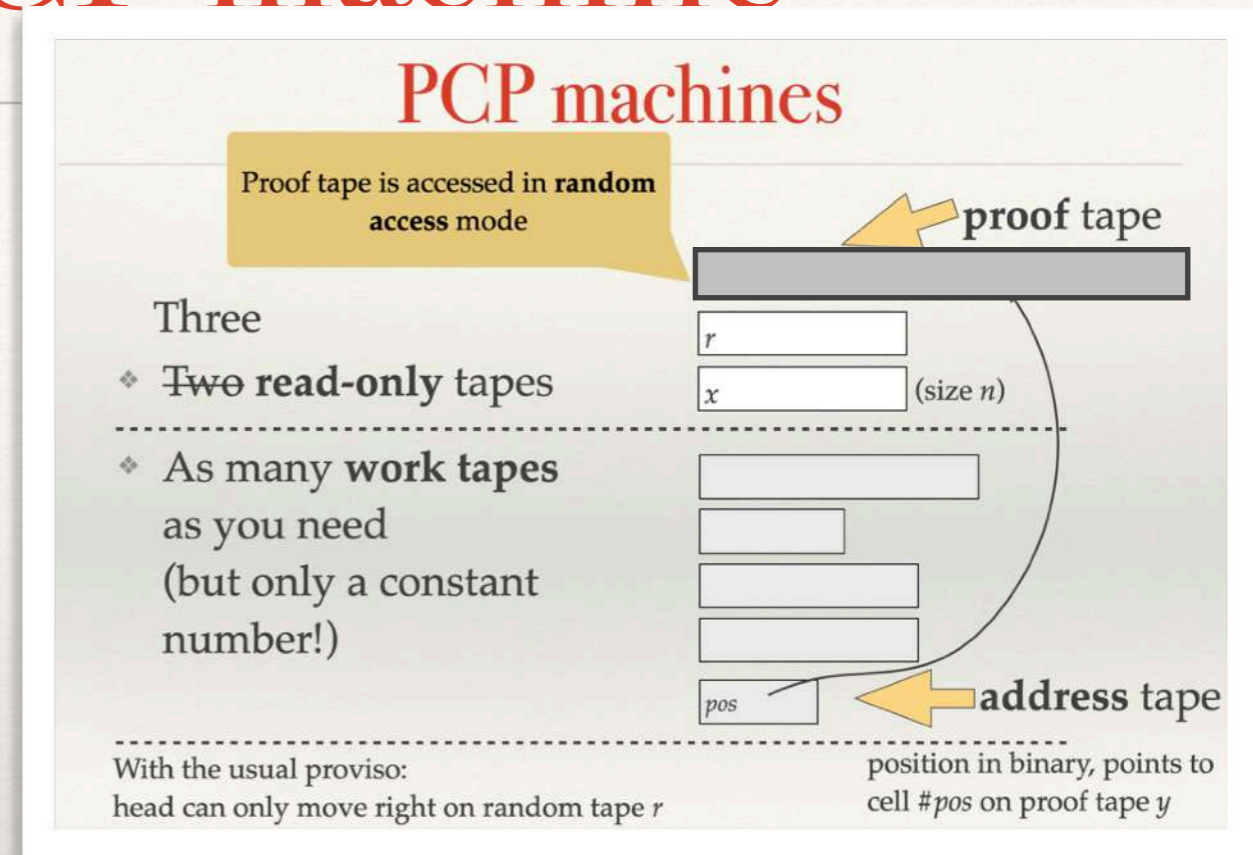 PCP machines
Proof tape is accessed in random
access mode
proof tape
Three
r
Two read-only tapes
x
(size n)
As many work tapes
as you need
(but only a constant
number!)
pos
address tape
With the usual proviso:
head can only move right on random tape r
position in binary, points to
cell #pos on proof tape y